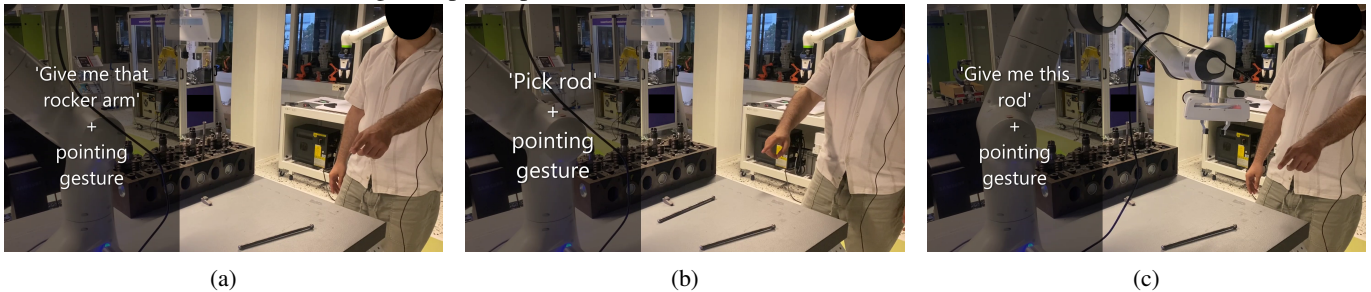 'Give me that
rocker arm'
+
pointing
gesture
'Pick rod'
+
pointing
gesture
'Give me this
rod'
+
pointing
gesture
(a)
(b)
(c)